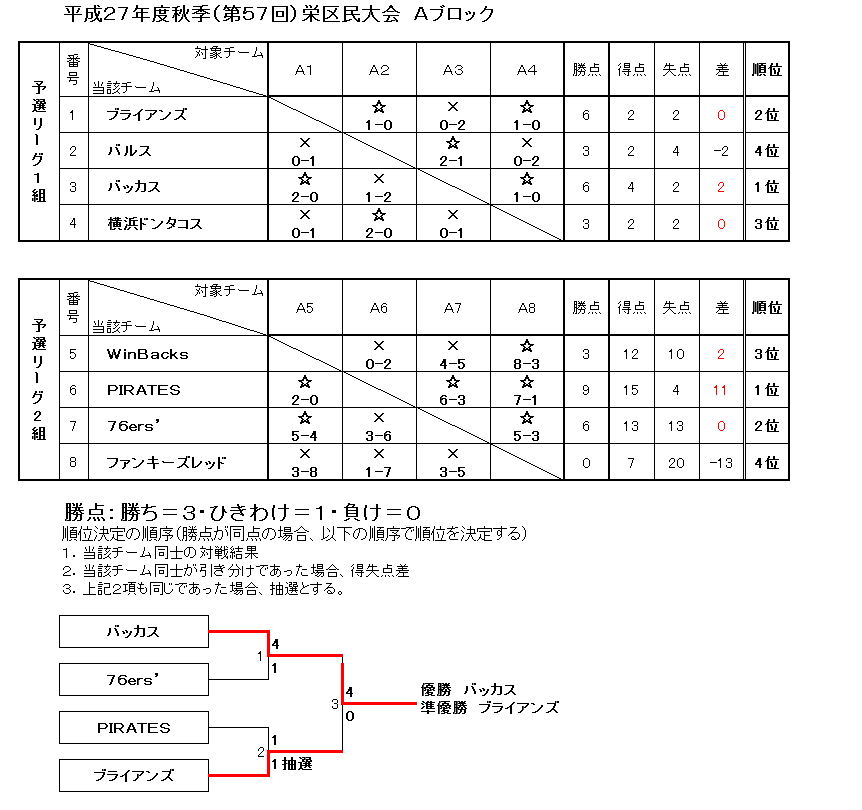 平成27年度秋季(第57回)栄区民大会 Aブロック
予選リーグ1組
番号 対象チーム 当該チーム A1 A2 A3 A4 勝点 得点 失点 差 順位
1 ブライアンズ ☆ 1-0 × 0-2 ☆ 1-0 6 2 2 0 2位
2 バルス × 0-1 ☆ 2-1 × 0-2 3 2 4 -2 4位
3 バッカス ☆ 2-0 × 1-2 ☆ 1-0 6 4 2 2 1位
4 横浜ドンタコス × 0-1 ☆ 2-0 × 0-1 3 2 2 0 3位
予選リーグ2組
番号 対象チーム 当該チーム A5 A6 A7 A8 勝点 得点 失点 差 順位
5 WinBacks × 0-2 × 4-5 ☆ 8-3 3 12 10 2 3位
6 PIRATES ☆ 2-0 ☆ 6-3 ☆ 7-1 9 15 4 11 1位
7 76ers’ ☆ 5-4 × 3-6 ☆ 5-3 6 13 13 0 2位
8 ファンキーズレッド × 3-8 × 1-7 × 3-5 0 7 20 -13 4位
勝点:勝ち=3・ひきわけ=1・負け=0
順位決定の順序(勝点が同点の場合、以下の順序で順位を決定する)
1. 当該チーム同士の対戦結果
2. 当該チーム同士が引き分けであった場合、得失点差
3. 上記2項も同じであった場合、抽選とする。
バッカス
4
1
1
76ers’
4
優勝 バッカス
3
準優勝 ブライアンズ
0
PIRATES
1
2
1 抽選
ブライアンズ